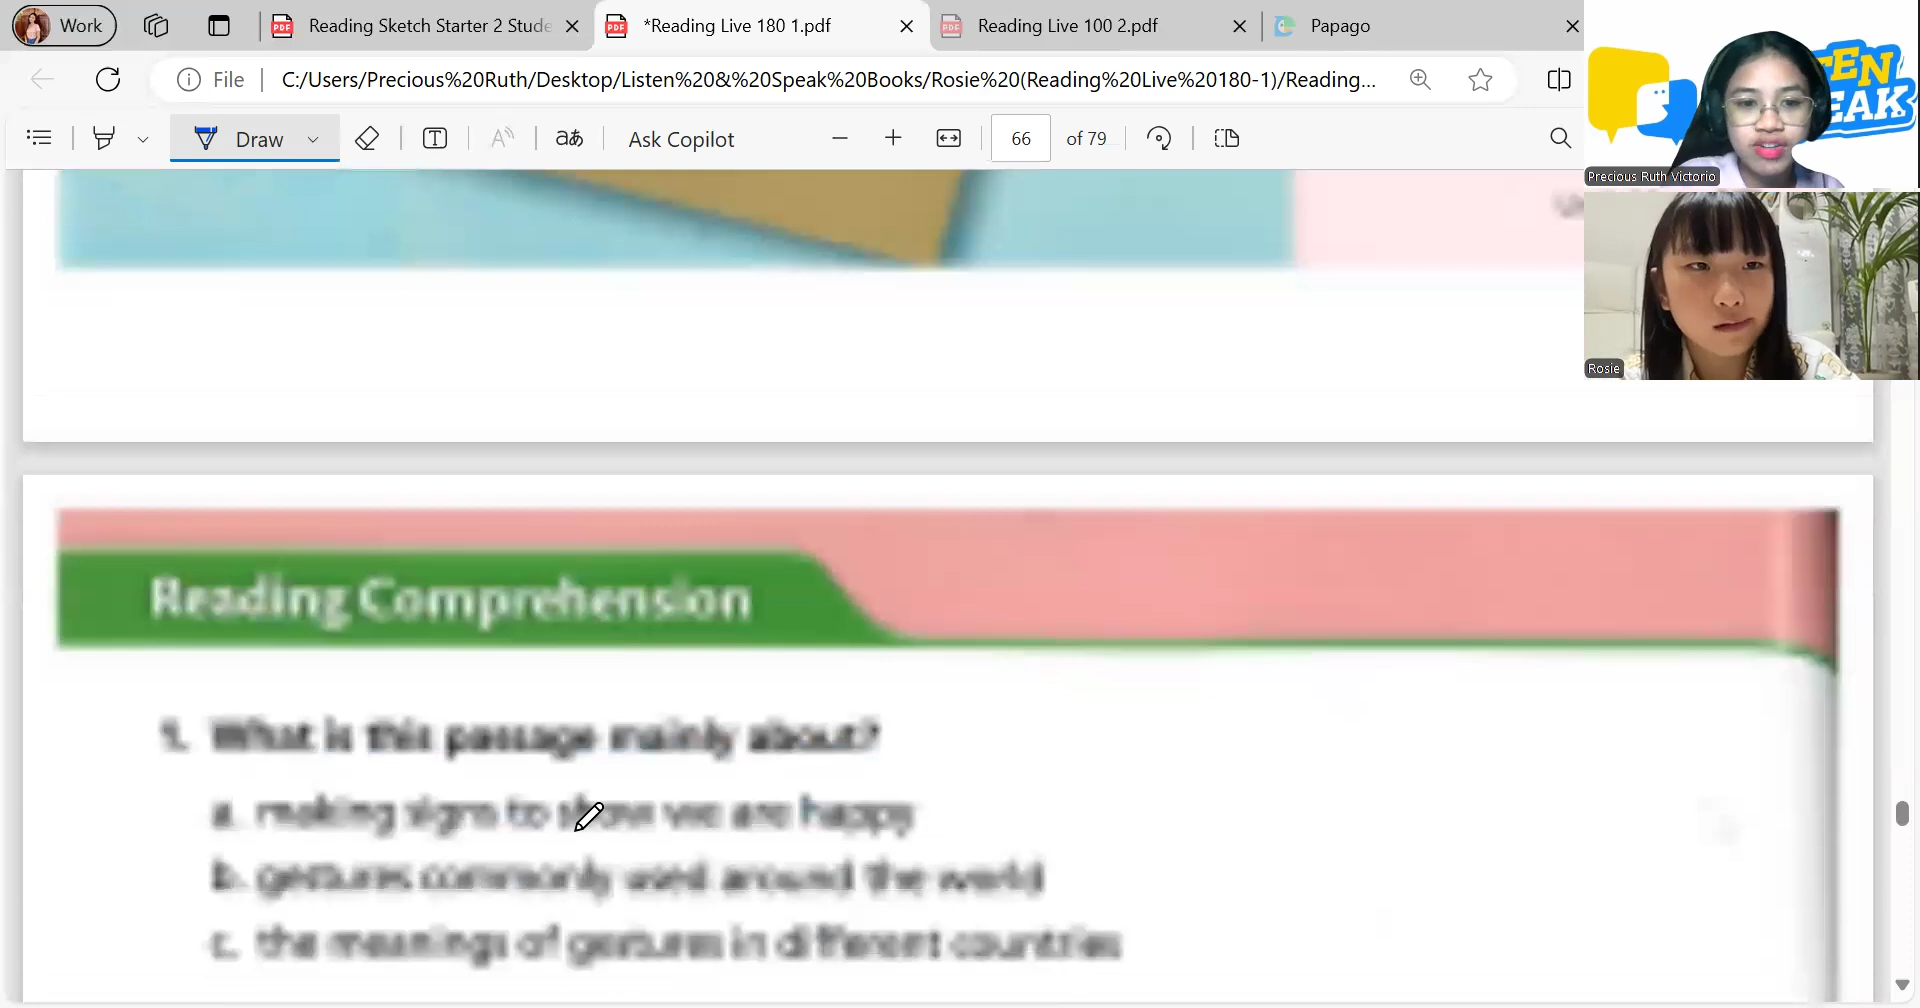 Work
Reading Sketch Starter 2 Stude
*Reading Live 180 1.pdf
Reading Live 100 2.pdf
Papago
File
C:/Users/Precious%20Ruth/Desktop/Listen%20&%20Speak%20Books/Rosie%20(Reading%20Live%20180-1)/Reading...
Draw
Ask Copilot
66
of 79
EN
EAK
Precious Ruth Victorio
Rosie
Reading Comprehension
1. What is this passage mainly about?
a. making signs to show we are happy
b. gestures commonly used around the world
c. the meanings of gestures in different countries